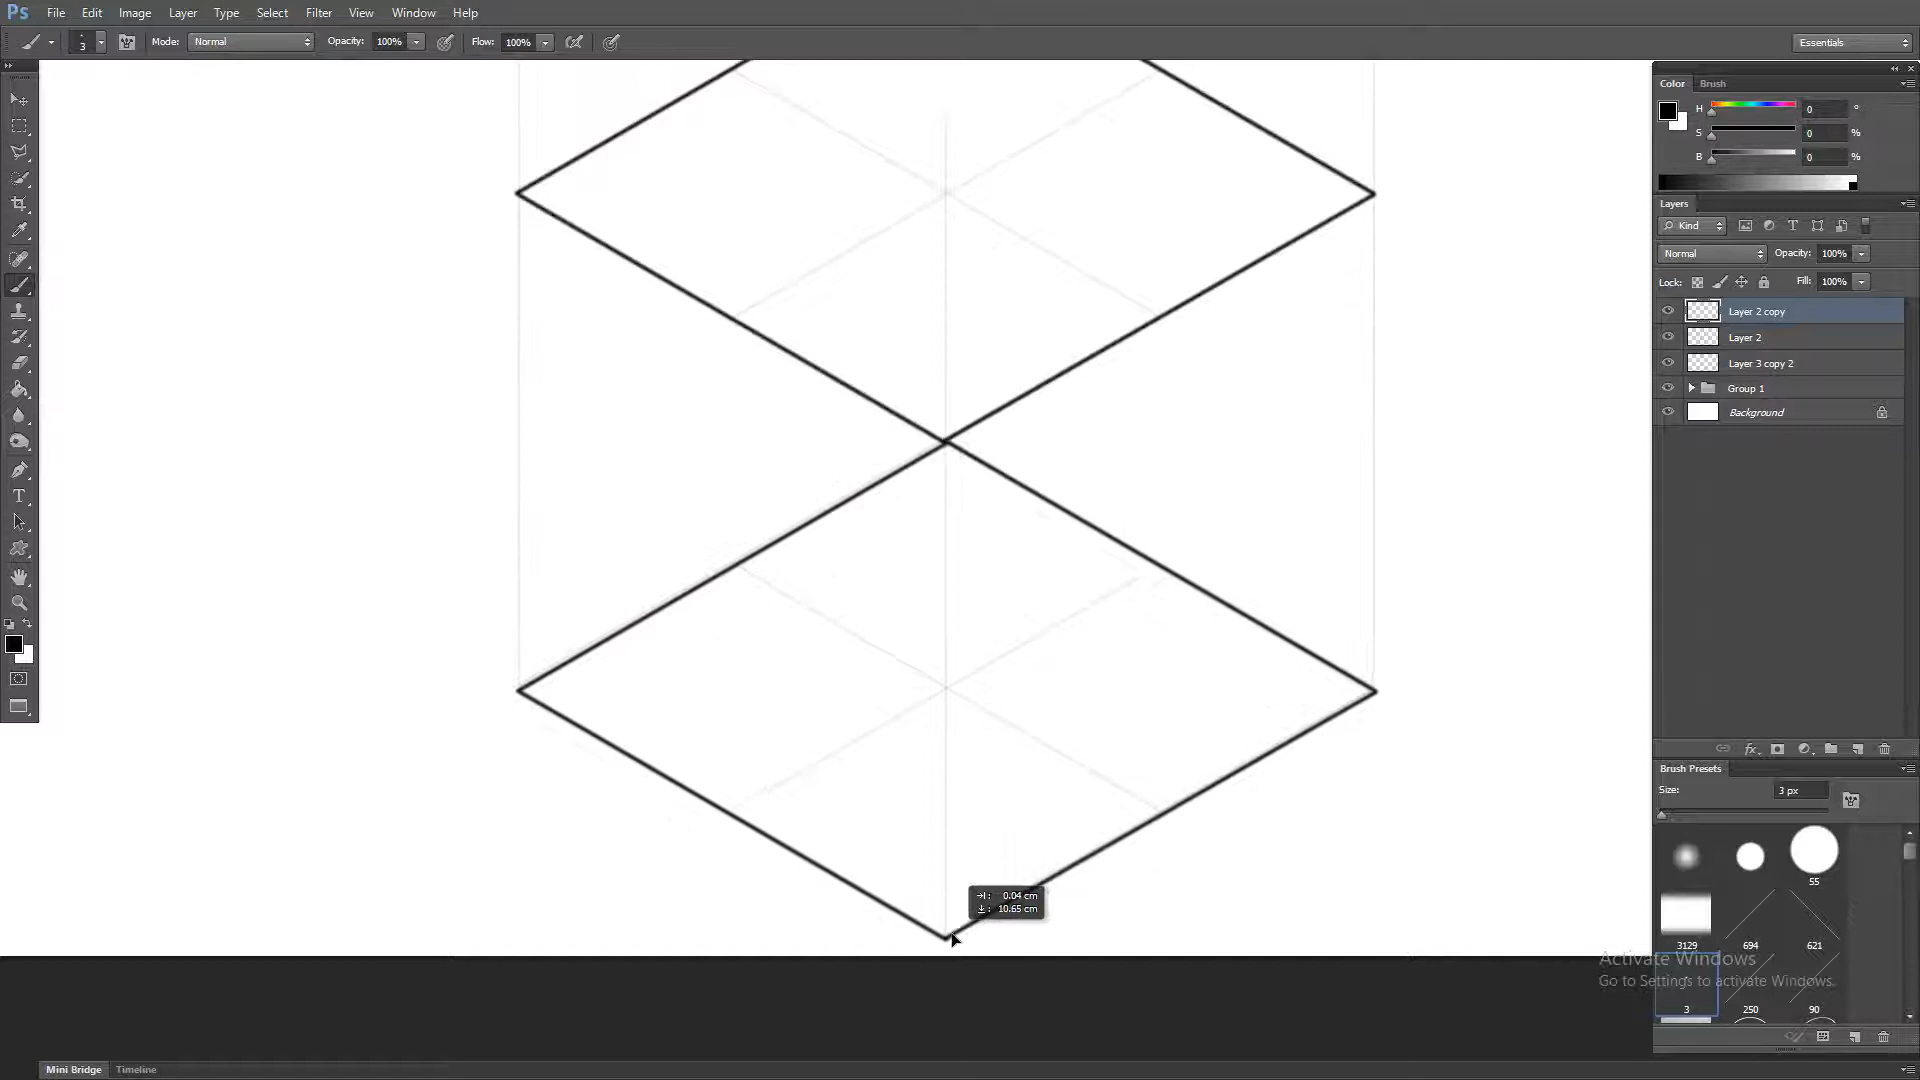 Ps File Edit Image Layer Type Select Filter View Window Help
3 Mode: Normal Opacity: 100% Flow: 100% Essentials
Color Brush
H 0 °
S 0 %
B 0 %
Layers
Kind T
Normal Opacity: 100%
Lock: Fill: 100%
Layer 2 copy
Layer 2
Layer 3 copy 2
Group 1
Background
T
fx
Brush Presets
Size: 3 px
55
0.04 cm
10.65 cm
3129 694 621
Activate Windows
Go to Settings to activate Windows.
3 250 90
Mini Bridge Timeline